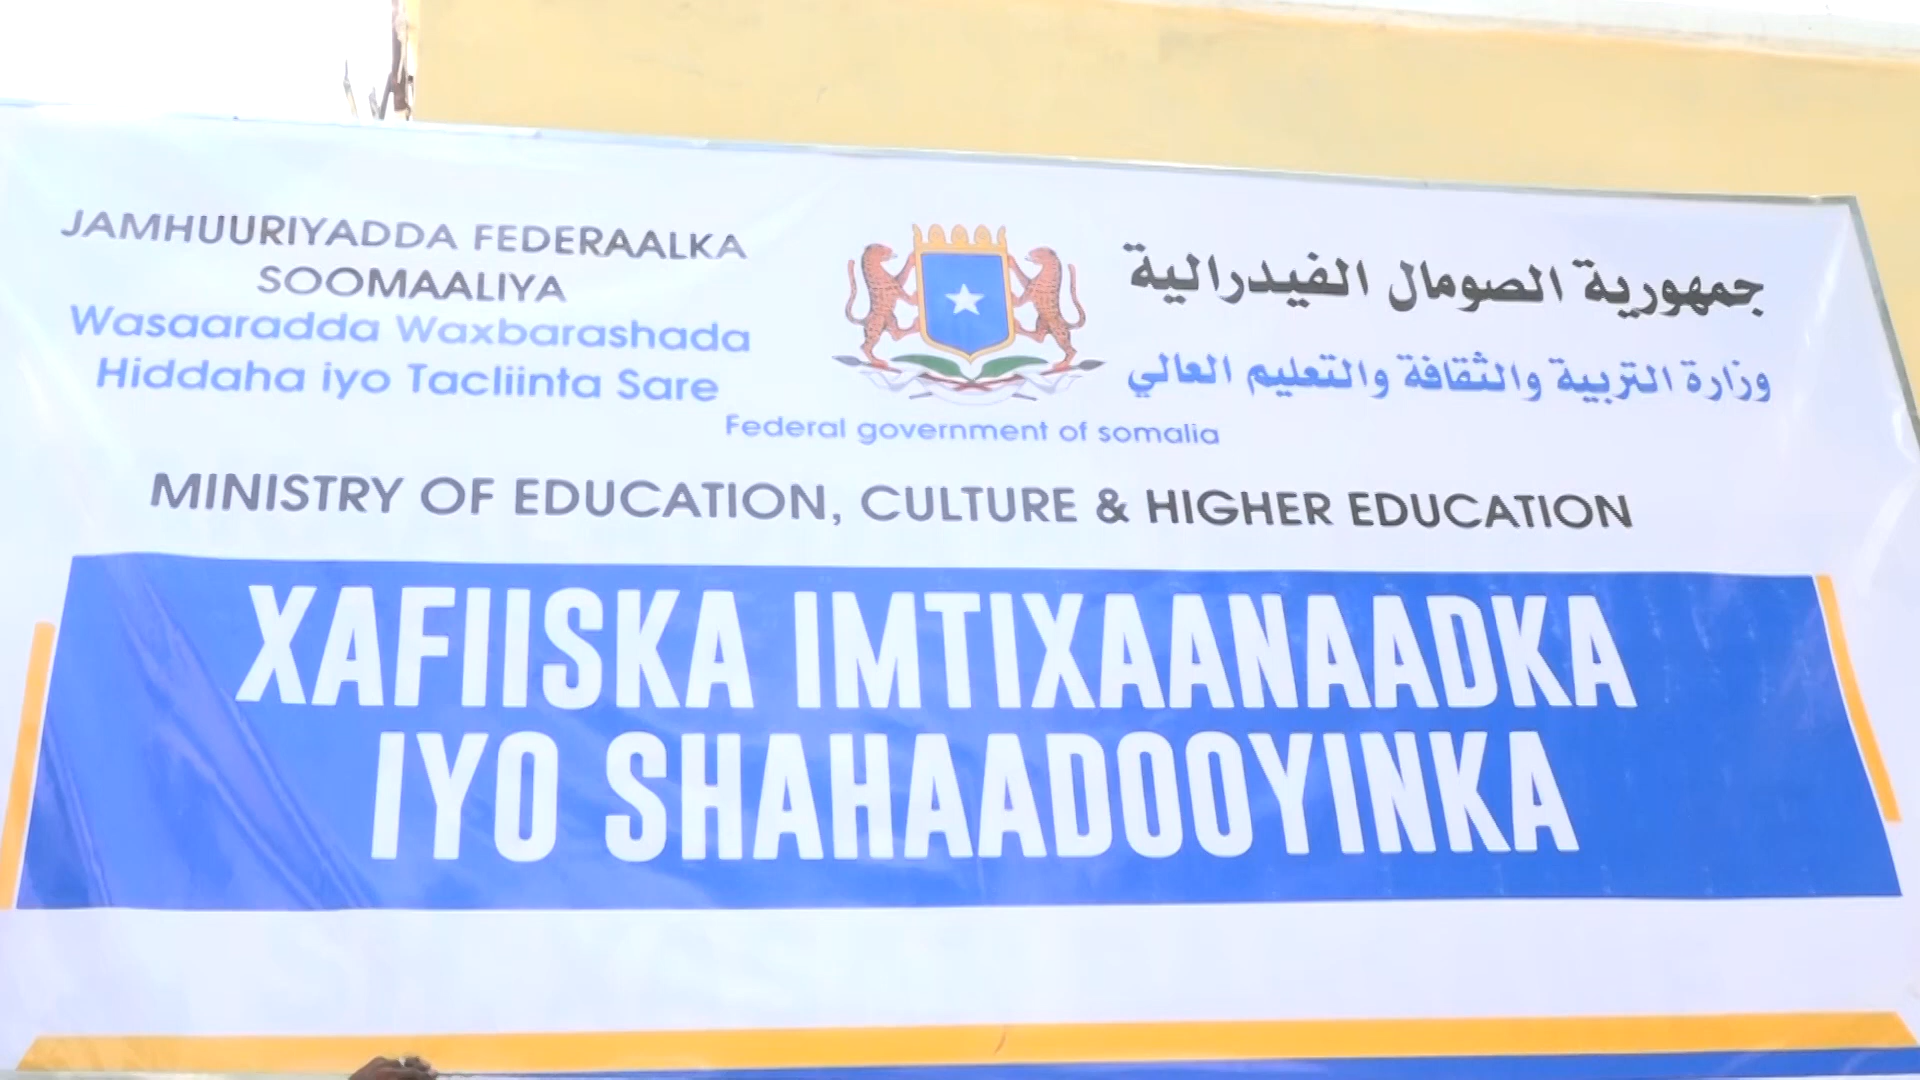 JAMHUURIYADDA FEDERAALKA
SOOMAALIYA
Wasaaradda Waxbarashada
Hiddaha iyo Tacliinta Sare
جمهورية الصومال الفيدرالية
وزارة التربية والثقافة والتعليم العالي
Federal government of somalia
MINISTRY OF EDUCATION, CULTURE & HIGHER EDUCATION
XAFIISKA IMTIXAANAADKA
IYO SHAHAADOOYINKA